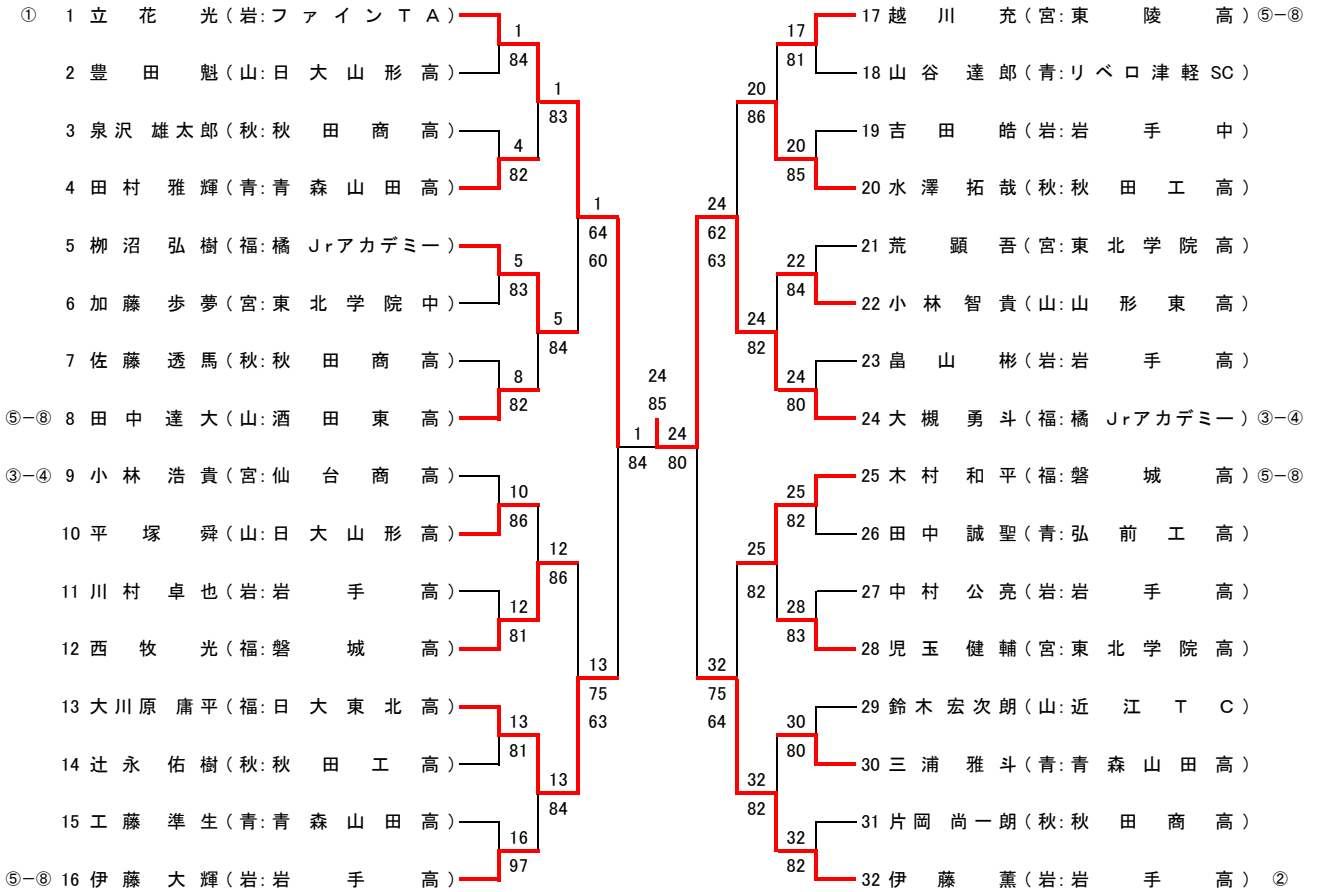 ① 1 立花 光(岩:ファインTA)
2 豊田 魁(山:日大山形高)
3 泉沢 雄太郎(秋:秋田商高)
4 田村 雅輝(青:青森山田高)
5 栁沼 弘樹(福:橘Jrアカデミー)
6 加藤 歩夢(宮:東北学院中)
7 佐藤 透馬(秋:秋田商高)
⑤-⑧ 8 田中 達大(山:酒田東高)
③-④ 9 小林 浩貴(宮:仙台商高)
10 平塚 舜(山:日大山形高)
11 川村 卓也(岩:岩手高)
12 西牧 光(福:磐城高)
13 大川原 庸平(福:日大東北高)
14 辻永 佑樹(秋:秋田工高)
15 工藤 準生(青:青森山田高)
⑤-⑧ 16 伊藤 大輝(岩:岩手高)
1
84
4
82
5
83
8
82
10
86
12
81
13
81
16
97
1
83
5
84
12
86
13
84
1
64
60
13
75
63
1
84
24
85
24
80
24
62
63
32
75
64
20
86
24
82
25
82
32
82
17
81
20
85
22
84
24
80
25
82
28
83
30
80
32
82
17 越川 充(宮:東陵高) ⑤-⑧
18 山谷 達郎(青:リベロ津軽SC)
19 吉田 皓(岩:岩手中)
20 水澤 拓哉(秋:秋田工高)
21 荒 顕吾(宮:東北学院高)
22 小林 智貴(山:山形東高)
23 畠山 彬(岩:岩手高)
24 大槻 勇斗(福:橘Jrアカデミー) ③-④
25 木村 和平(福:磐城高) ⑤-⑧
26 田中 誠聖(青:弘前工高)
27 中村 公亮(岩:岩手高)
28 児玉 健輔(宮:東北学院高)
29 鈴木 宏次朗(山:近江TC)
30 三浦 雅斗(青:青森山田高)
31 片岡 尚一朗(秋:秋田商高)
32 伊藤 薫(岩:岩手高) ②